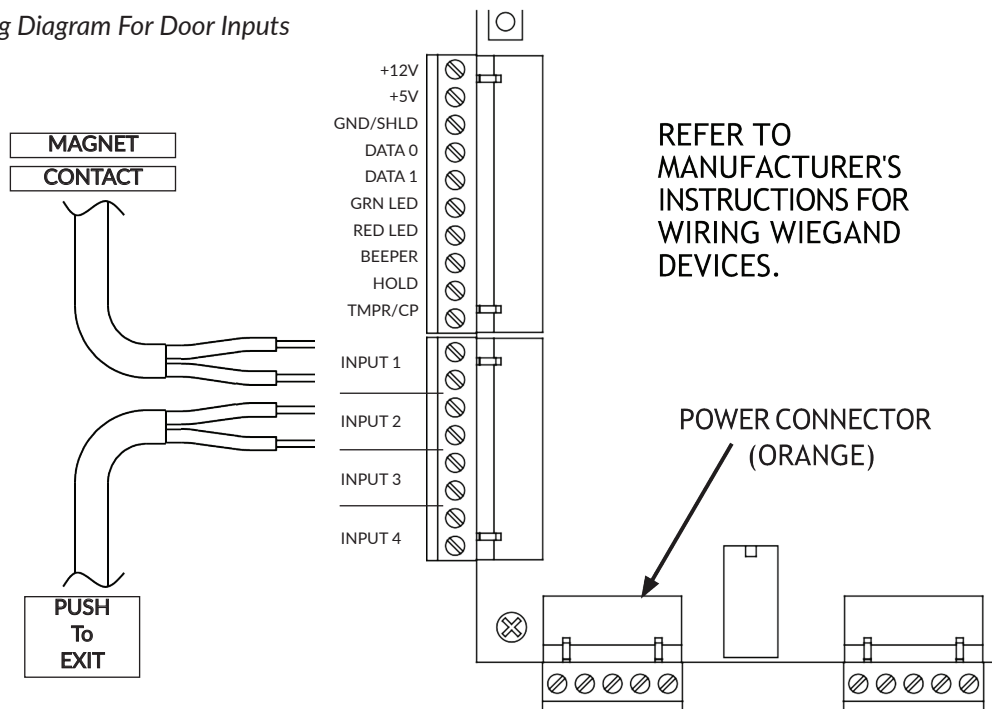 g Diagram For Door Inputs
MAGNET
CONTACT
+12V
+5V
GND/SHLD
DATA 0
DATA 1
GRN LED
RED LED
BEEPER
HOLD
TMPR/CP
INPUT 1
INPUT 2
INPUT 3
INPUT 4
PUSH
To
EXIT
REFER TO
MANUFACTURER'S
INSTRUCTIONS FOR
WIRING WIEGAND
DEVICES.
POWER CONNECTOR
(ORANGE)